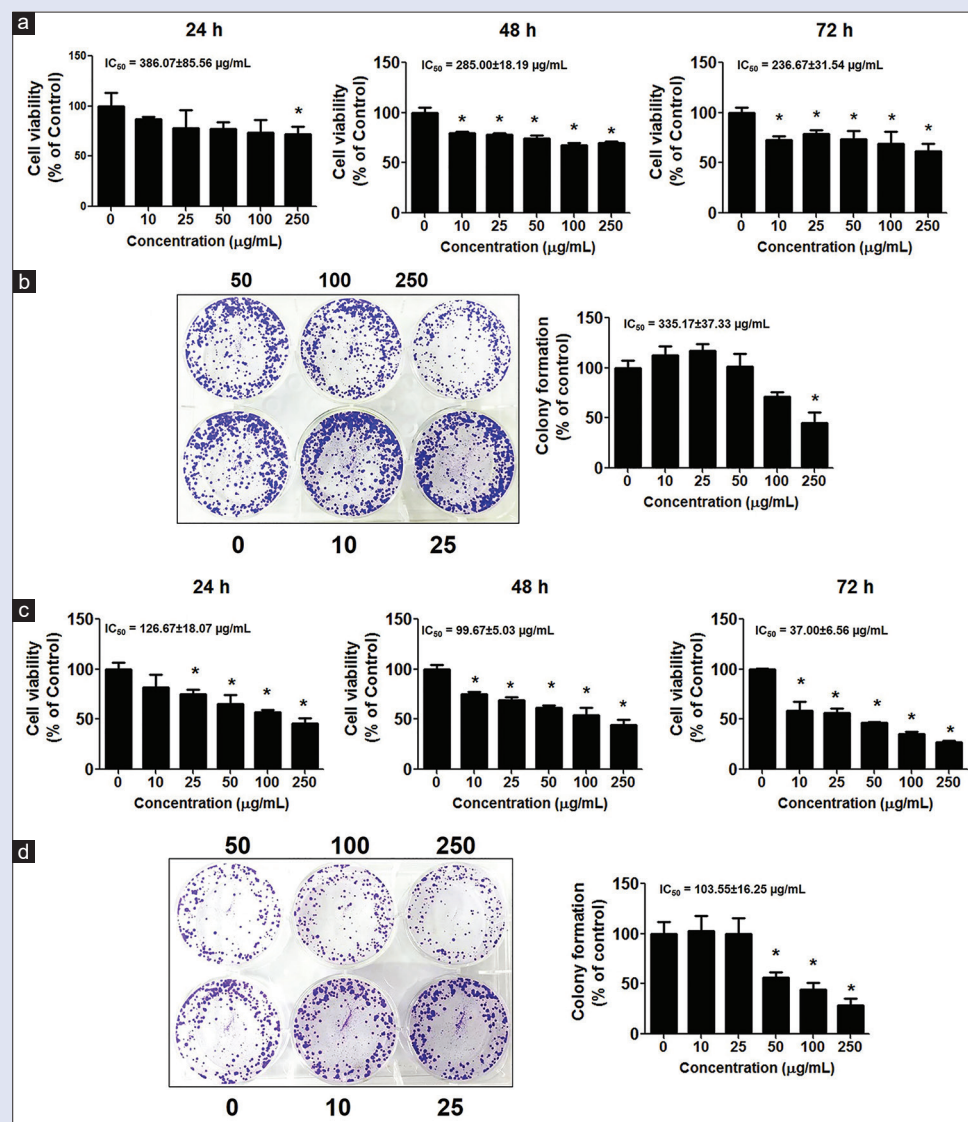 a
24 h
48 h
72 h
IC50 = 386.07±85.56 µg/mL
Cell viability
(% of Control)
150
100
50
0
0 10 25 50 100 250
Concentration (µg/mL)
*
IC50 = 285.00±18.19 µg/mL
Cell viability
(% of Control)
150
100
50
0
* * * * *
0 10 25 50 100 250
Concentration (µg/mL)
IC50 = 236.67±31.54 µg/mL
Cell viability
(% of Control)
150
100
50
0
* * * * *
0 10 25 50 100 250
Concentration (µg/mL)
b
50 100 250
0 10 25
IC50 = 335.17±37.33 µg/mL
Colony formation
(% of control)
150
100
50
0
*
0 10 25 50 100 250
Concentration (µg/mL)
c
24 h
48 h
72 h
IC50 = 126.67±18.07 µg/mL
Cell viability
(% of Control)
150
100
50
0
* * * *
0 10 25 50 100 250
Concentration (µg/mL)
IC50 = 99.67±5.03 µg/mL
Cell viability
(% of Control)
150
100
50
0
* * * * *
0 10 25 50 100 250
Concentration (µg/mL)
IC50 = 37.00±6.56 µg/mL
Cell viability
(% of Control)
150
100
50
0
* * * * *
0 10 25 50 100 250
Concentration (µg/mL)
d
50 100 250
0 10 25
IC50 = 103.55±16.25 µg/mL
Colony formation
(% of control)
150
100
50
0
* * *
0 10 25 50 100 250
Concentration (µg/mL)